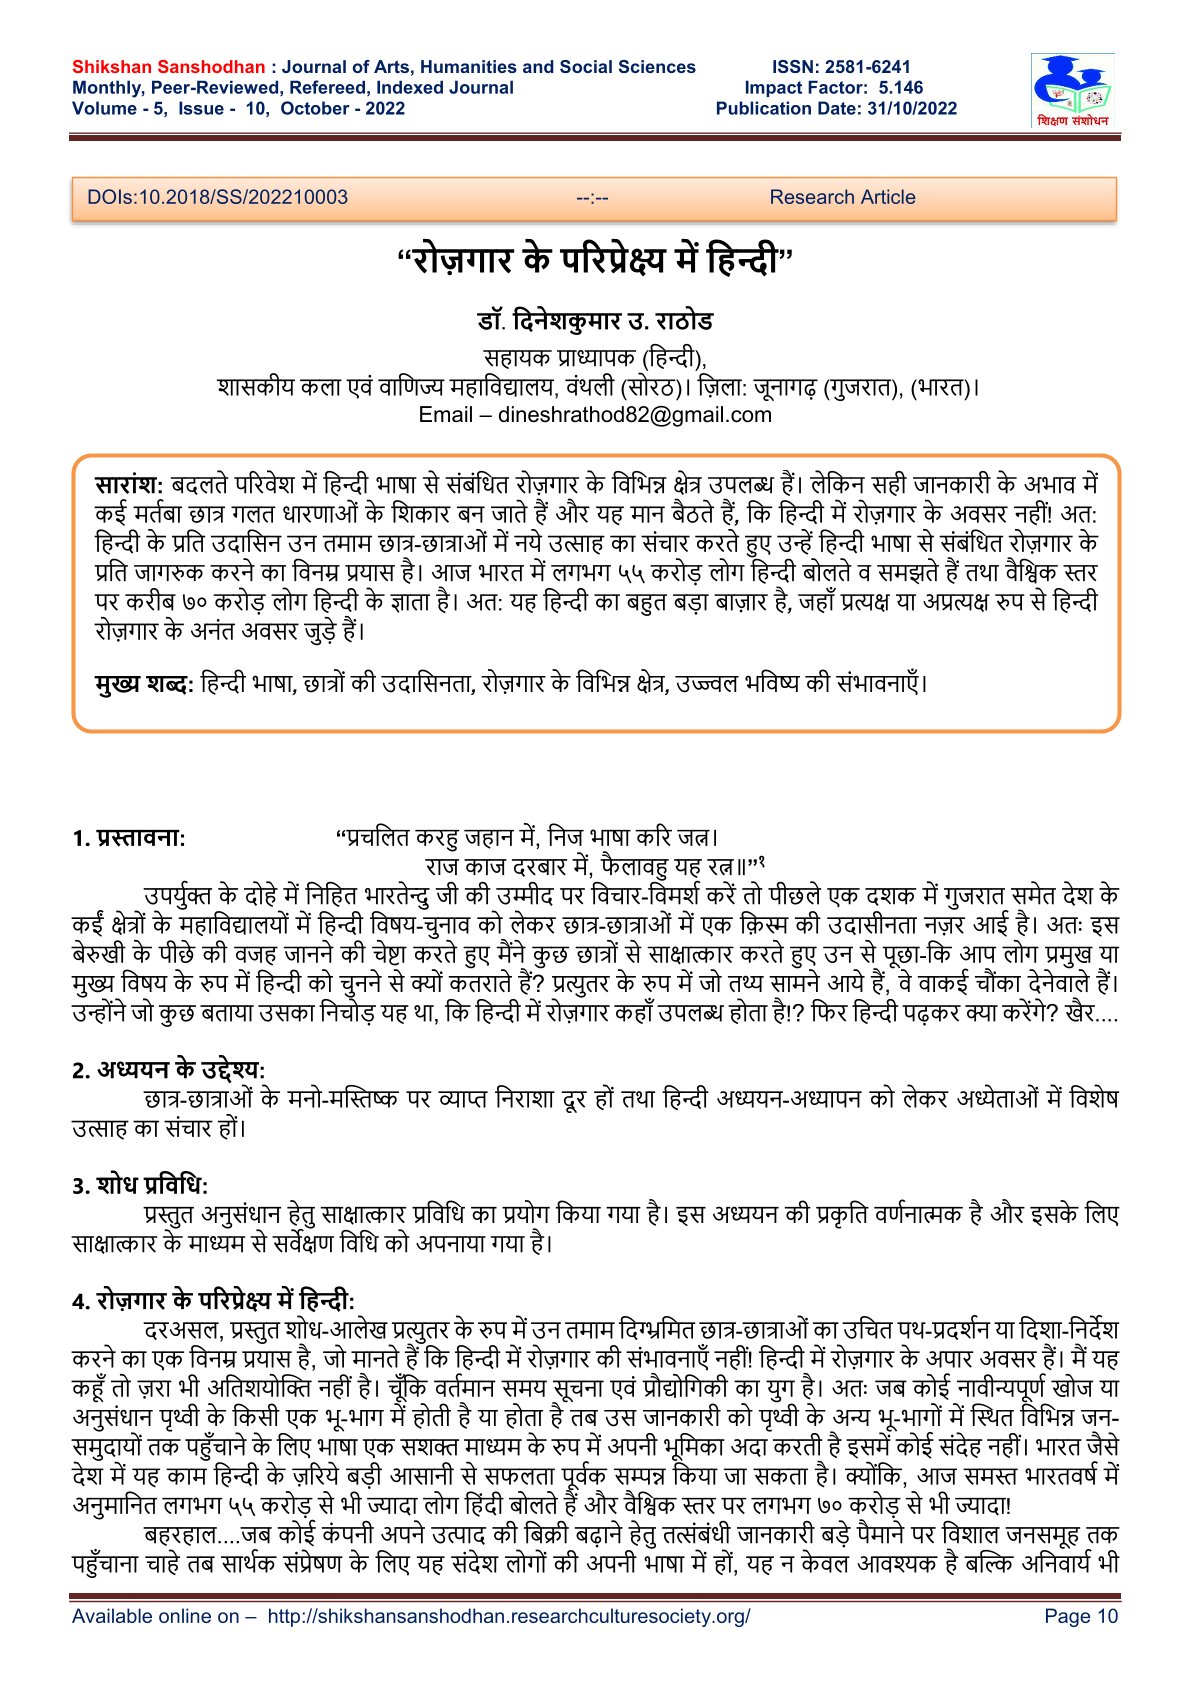 Shikshan Sanshodhan : Journal of Arts, Humanities and Social Sciences ISSN: 2581-6241
Monthly, Peer-Reviewed, Refereed, Indexed Journal Impact Factor: 5.146
Volume - 5, Issue - 10, October - 2022 Publication Date: 31/10/2022
शिक्षण संशोधन
DOIs:10.2018/SS/202210003 --:-- Research Article
“रोज़गार के परिप्रेक्ष्य में हिन्दी”
डॉ. दिनेशकुमार उ. राठोड
सहायक प्राध्यापक (हिन्दी),
शासकीय कला एवं वाणिज्य महाविद्यालय, वंथली (सोरठ)। ज़िला: जूनागढ़ (गुजरात), (भारत)।
Email – dineshrathod82@gmail.com
सारांश: बदलते परिवेश में हिन्दी भाषा से संबंधित रोज़गार के विभिन्न क्षेत्र उपलब्ध हैं। लेकिन सही जानकारी के अभाव में
कई मर्तबा छात्र गलत धारणाओं के शिकार बन जाते हैं और यह मान बैठते हैं, कि हिन्दी में रोज़गार के अवसर नहीं! अत:
हिन्दी के प्रति उदासिन उन तमाम छात्र-छात्राओं में नये उत्साह का संचार करते हुए उन्हें हिन्दी भाषा से संबंधित रोज़गार के
प्रति जागरुक करने का विनम्र प्रयास है। आज भारत में लगभग ५५ करोड़ लोग हिन्दी बोलते व समझते हैं तथा वैश्विक स्तर
पर करीब ७० करोड़ लोग हिन्दी के ज्ञाता है। अत: यह हिन्दी का बहुत बड़ा बाज़ार है, जहाँ प्रत्यक्ष या अप्रत्यक्ष रुप से हिन्दी
रोज़गार के अनंत अवसर जुड़े हैं।
मुख्य शब्द: हिन्दी भाषा, छात्रों की उदासिनता, रोज़गार के विभिन्न क्षेत्र, उज्ज्वल भविष्य की संभावनाएँ।
1. प्रस्तावना: “प्रचलित करहु जहान में, निज भाषा करि जत्न।
राज काज दरबार में, फैलावहु यह रत्न॥”१
उपर्युक्त के दोहे में निहित भारतेन्दु जी की उम्मीद पर विचार-विमर्श करें तो पीछले एक दशक में गुजरात समेत देश के
कईं क्षेत्रों के महाविद्यालयों में हिन्दी विषय-चुनाव को लेकर छात्र-छात्राओं में एक क़िस्म की उदासीनता नज़र आई है। अतः इस
बेरुखी के पीछे की वजह जानने की चेष्टा करते हुए मैंने कुछ छात्रों से साक्षात्कार करते हुए उन से पूछा-कि आप लोग प्रमुख या
मुख्य विषय के रुप में हिन्दी को चुनने से क्यों कतराते हैं? प्रत्युतर के रुप में जो तथ्य सामने आये हैं, वे वाकई चौंका देनेवाले हैं।
उन्होंने जो कुछ बताया उसका निचोड़ यह था, कि हिन्दी में रोज़गार कहाँ उपलब्ध होता है!? फिर हिन्दी पढ़कर क्या करेंगे? खैर....
2. अध्ययन के उद्देश्य:
छात्र-छात्राओं के मनो-मस्तिष्क पर व्याप्त निराशा दूर हों तथा हिन्दी अध्ययन-अध्यापन को लेकर अध्येताओं में विशेष
उत्साह का संचार हों।
3. शोध प्रविधि:
प्रस्तुत अनुसंधान हेतु साक्षात्कार प्रविधि का प्रयोग किया गया है। इस अध्ययन की प्रकृति वर्णनात्मक है और इसके लिए
साक्षात्कार के माध्यम से सर्वेक्षण विधि को अपनाया गया है।
4. रोज़गार के परिप्रेक्ष्य में हिन्दी:
दरअसल, प्रस्तुत शोध-आलेख प्रत्युतर के रुप में उन तमाम दिग्भ्रमित छात्र-छात्राओं का उचित पथ-प्रदर्शन या दिशा-निर्देश
करने का एक विनम्र प्रयास है, जो मानते हैं कि हिन्दी में रोज़गार की संभावनाएँ नहीं! हिन्दी में रोज़गार के अपार अवसर हैं। मैं यह
कहूँ तो ज़रा भी अतिशयोक्ति नहीं है। चूँकि वर्तमान समय सूचना एवं प्रौद्योगिकी का युग है। अतः जब कोई नावीन्यपूर्ण खोज या
अनुसंधान पृथ्वी के किसी एक भू-भाग में होती है या होता है तब उस जानकारी को पृथ्वी के अन्य भू-भागों में स्थित विभिन्न जन-
समुदायों तक पहुँचाने के लिए भाषा एक सशक्त माध्यम के रुप में अपनी भूमिका अदा करती है इसमें कोई संदेह नहीं। भारत जैसे
देश में यह काम हिन्दी के ज़रिये बड़ी आसानी से सफलता पूर्वक सम्पन्न किया जा सकता है। क्योंकि, आज समस्त भारतवर्ष में
अनुमानित लगभग ५५ करोड़ से भी ज्यादा लोग हिंदी बोलते हैं और वैश्विक स्तर पर लगभग ७० करोड़ से भी ज्यादा!
बहरहाल....जब कोई कंपनी अपने उत्पाद की बिक्री बढ़ाने हेतु तत्संबंधी जानकारी बड़े पैमाने पर विशाल जनसमूह तक
पहुँचाना चाहे तब सार्थक संप्रेषण के लिए यह संदेश लोगों की अपनी भाषा में हों, यह न केवल आवश्यक है बल्कि अनिवार्य भी
Available online on – http://shikshansanshodhan.researchculturesociety.org/ Page 10